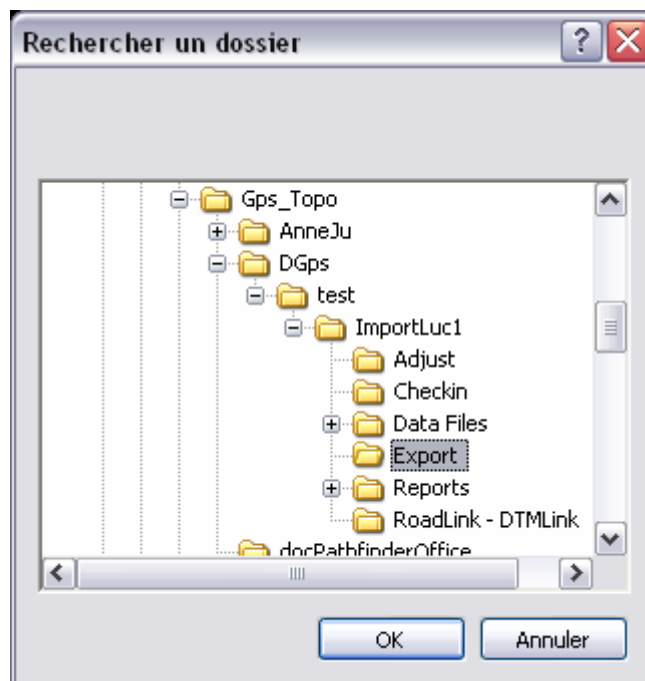 Rechercher un dossier
Gps_Topo
AnneJu
DGps
test
ImportLuc1
Adjust
Checkin
Data Files
Export
Reports
RoadLink - DTMLink
docPathfinderOffice
OK
Annuler